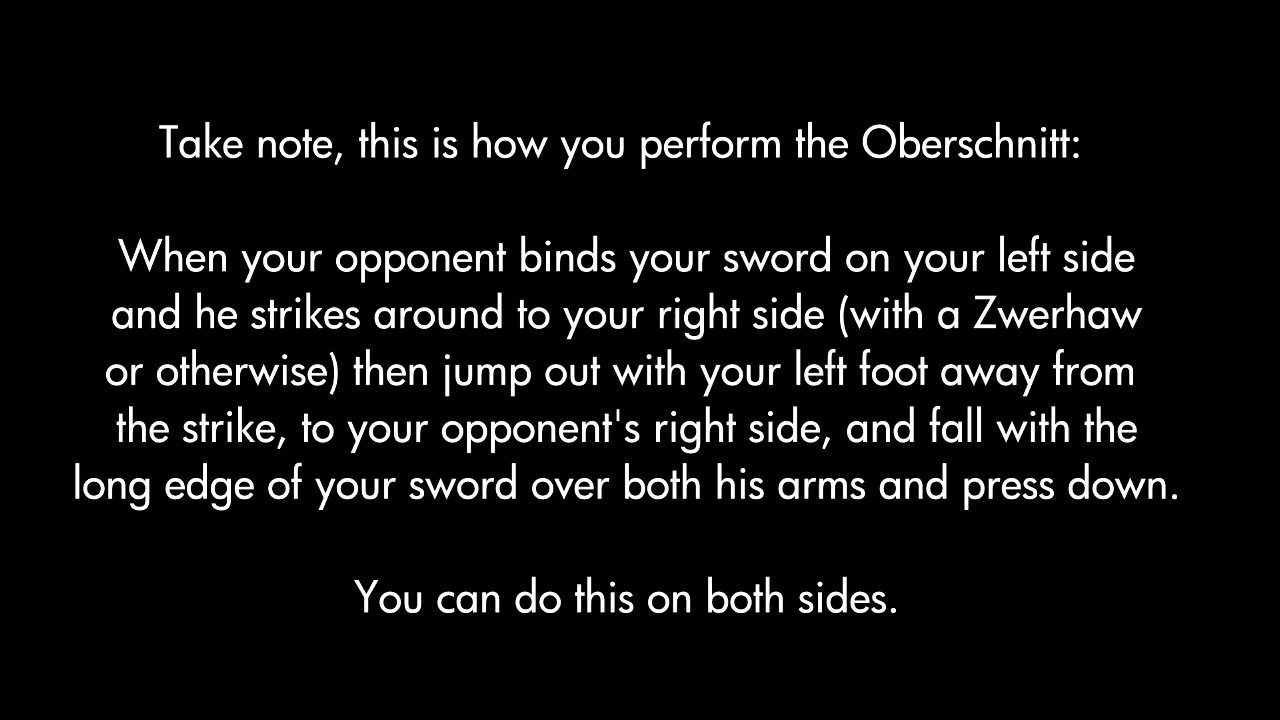 Take note, this is how you perform the Oberschnitt:
When your opponent binds your sword on your left side
and he strikes around to your right side (with a Zwerhaw
or otherwise) then jump out with your left foot away from
the strike, to your opponent's right side, and fall with the
long edge of your sword over both his arms and press down.
You can do this on both sides.